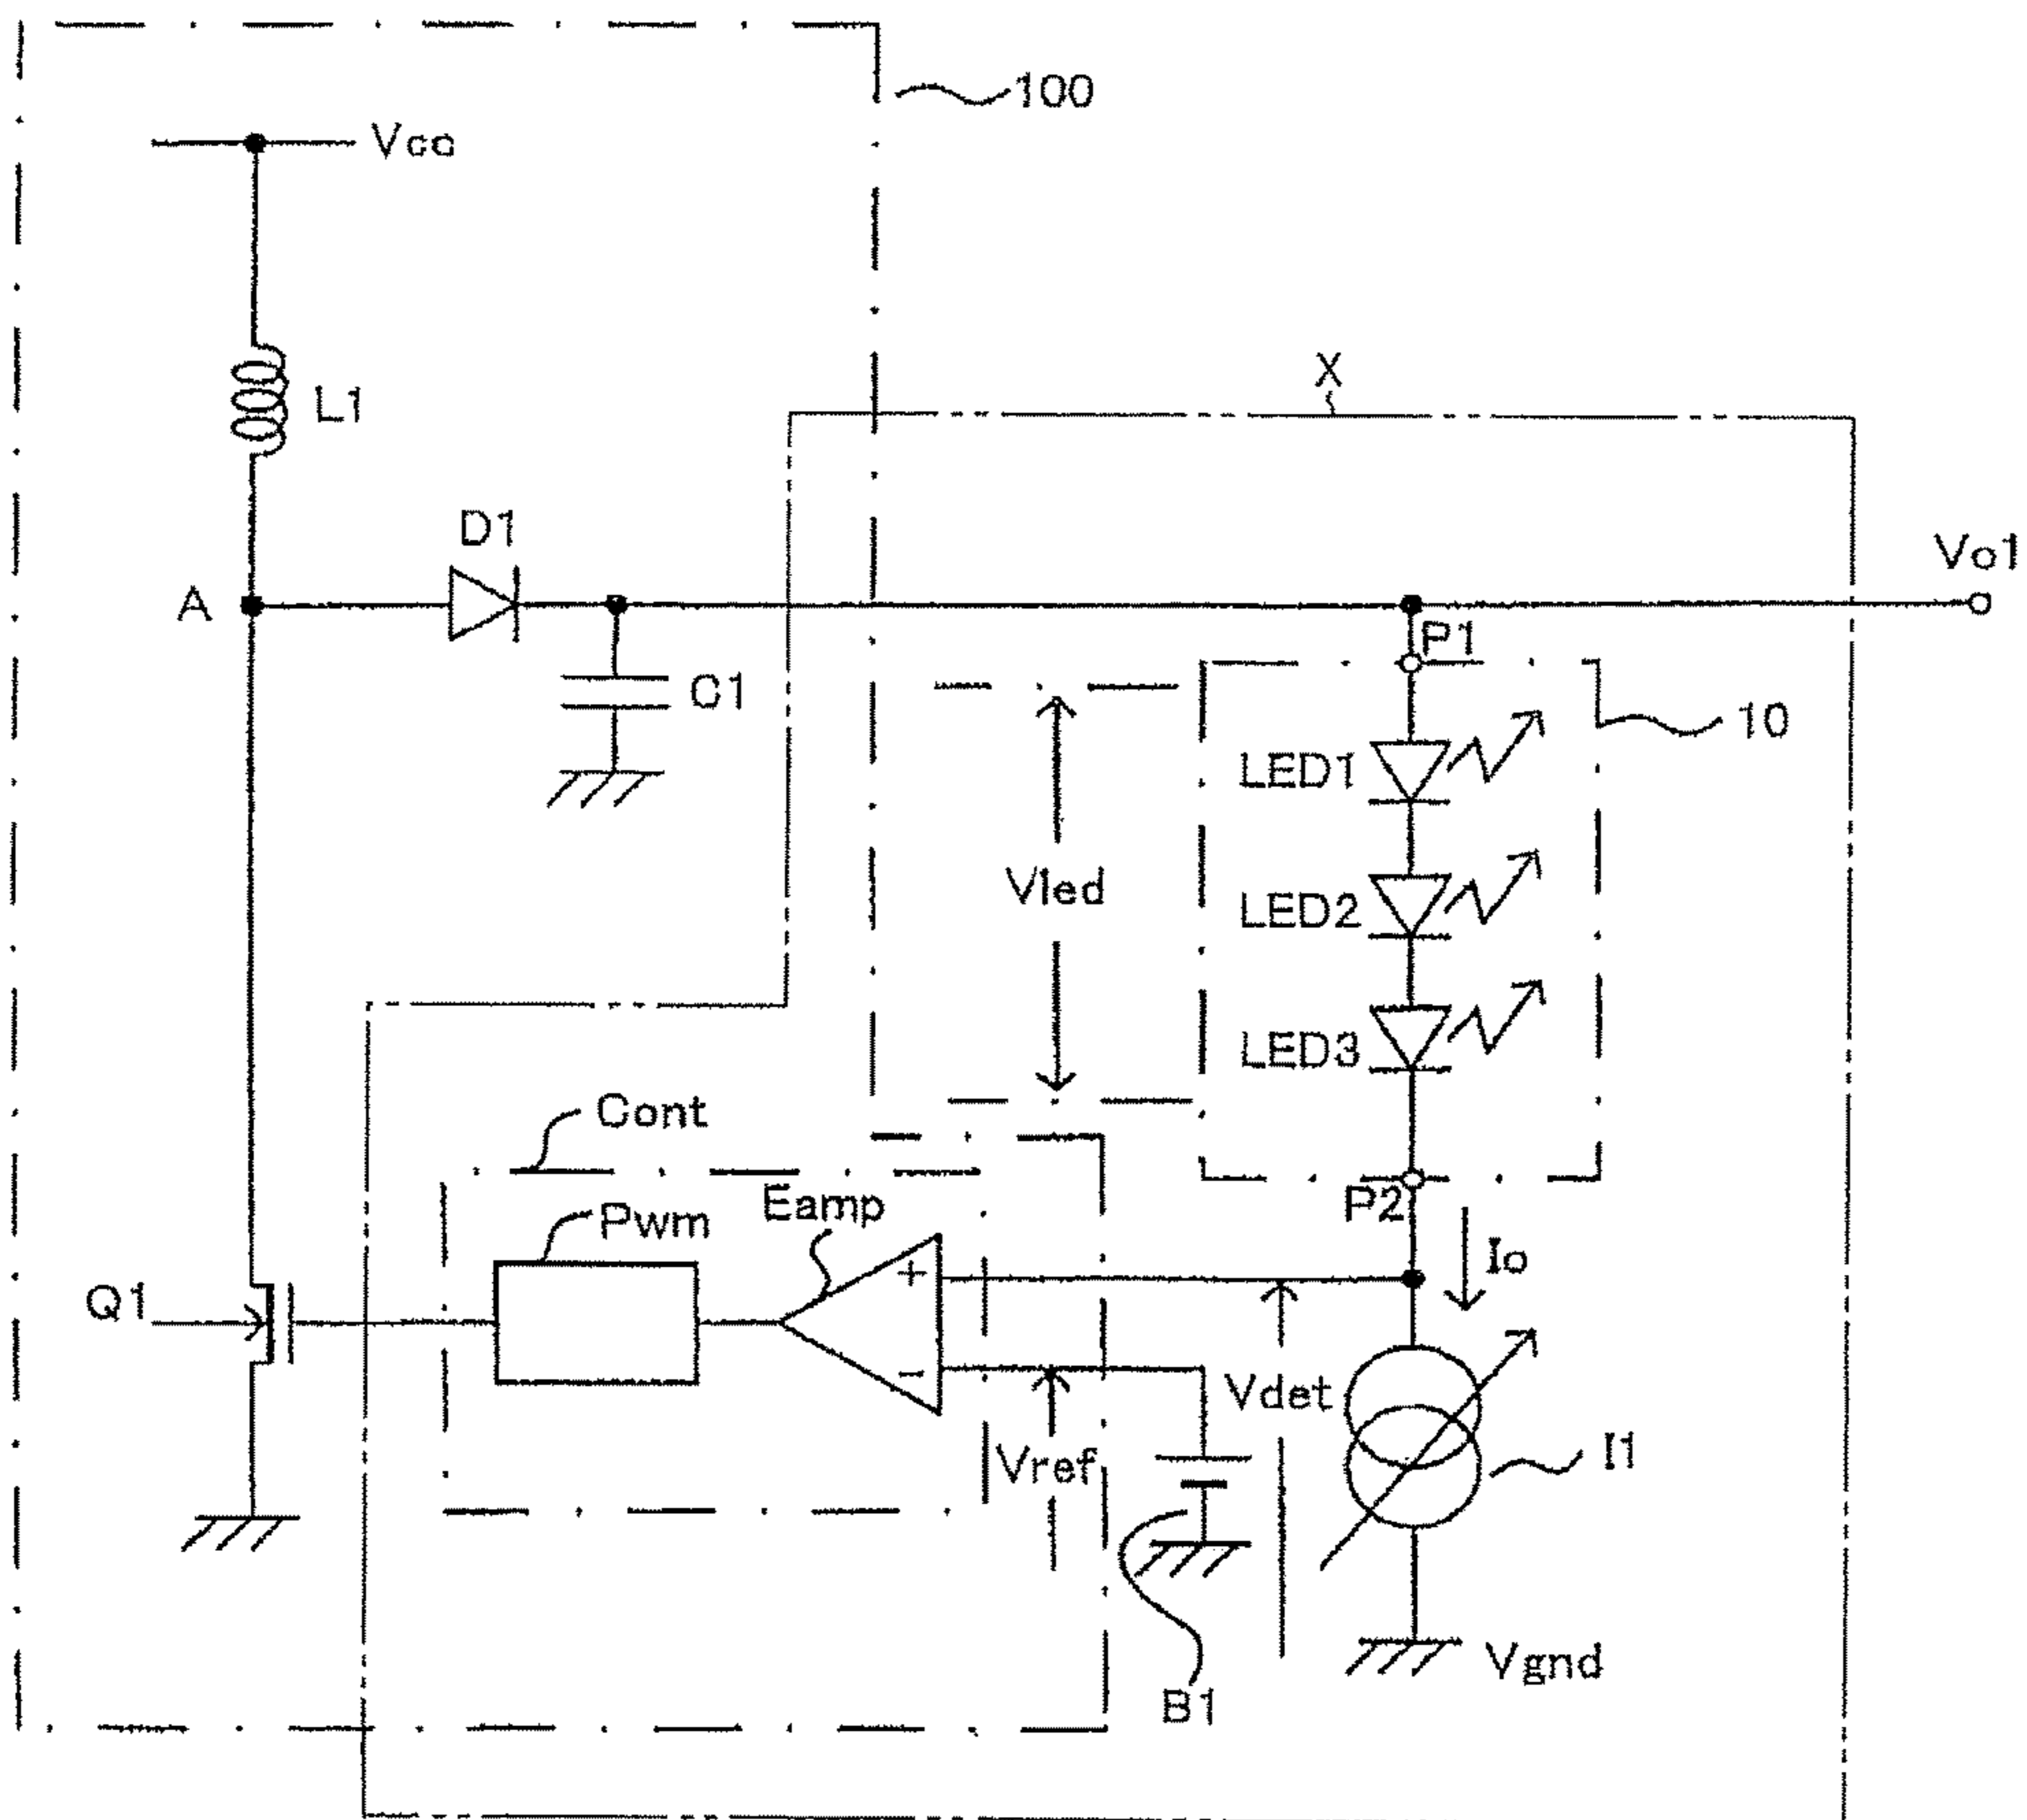 100
Vcc
L1
X
D1
Vo1
A
P1
C1
10
LED1
Vled
LED2
LED3
Cont
Eamp
P2
Pwm
Io
+
Q1
−
Vdet
Vref
I1
Vgnd
B1